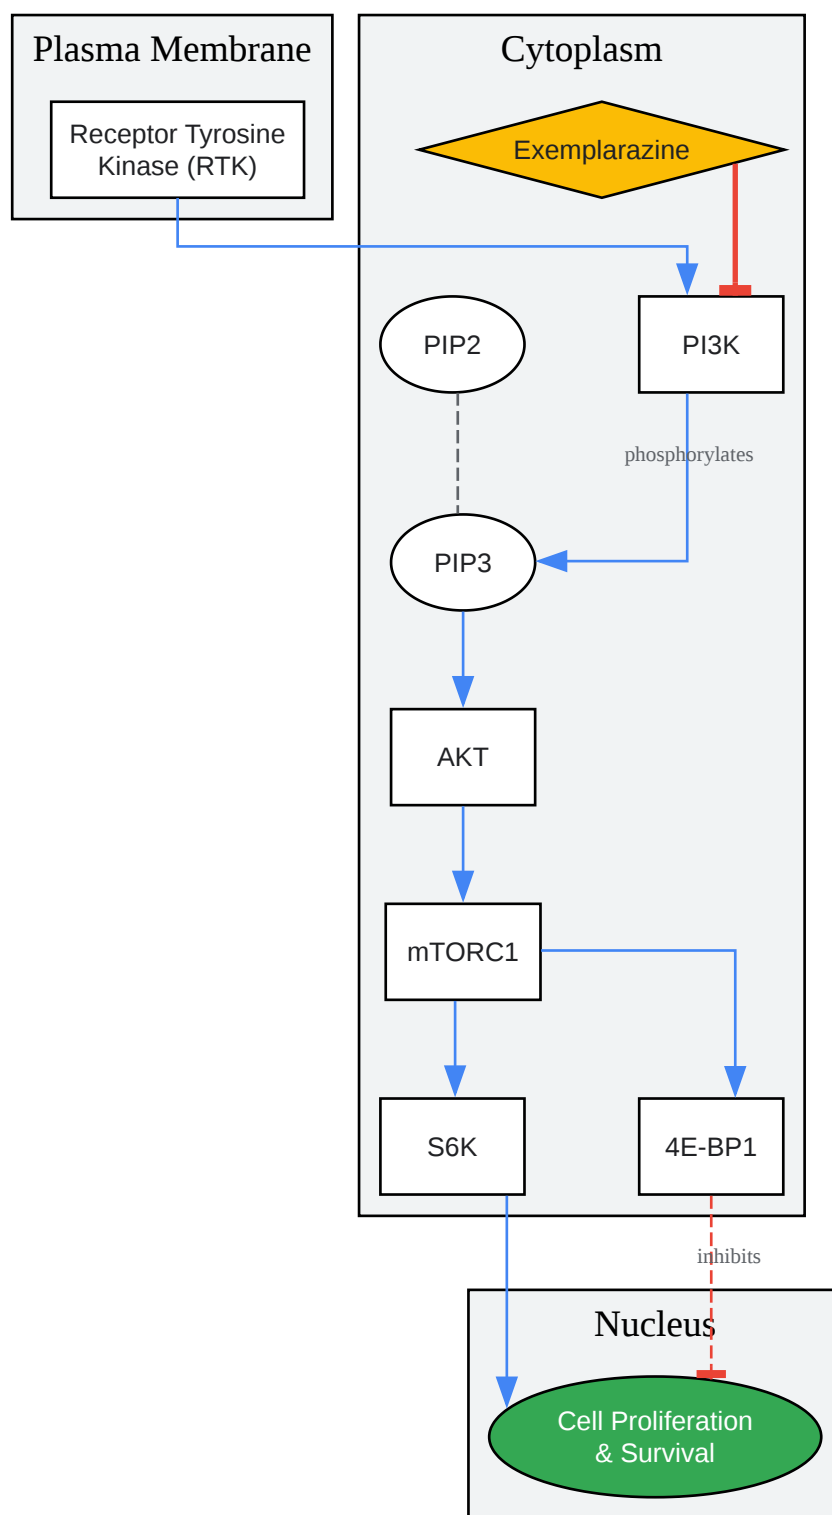 Plasma Membrane
Cytoplasm
Receptor Tyrosine
Kinase (RTK)
Exemplarazine
PIP2
PI3K
phosphorylates
PIP3
AKT
mTORC1
S6K
4E-BP1
inhibits
Nucleus
Cell Proliferation
& Survival